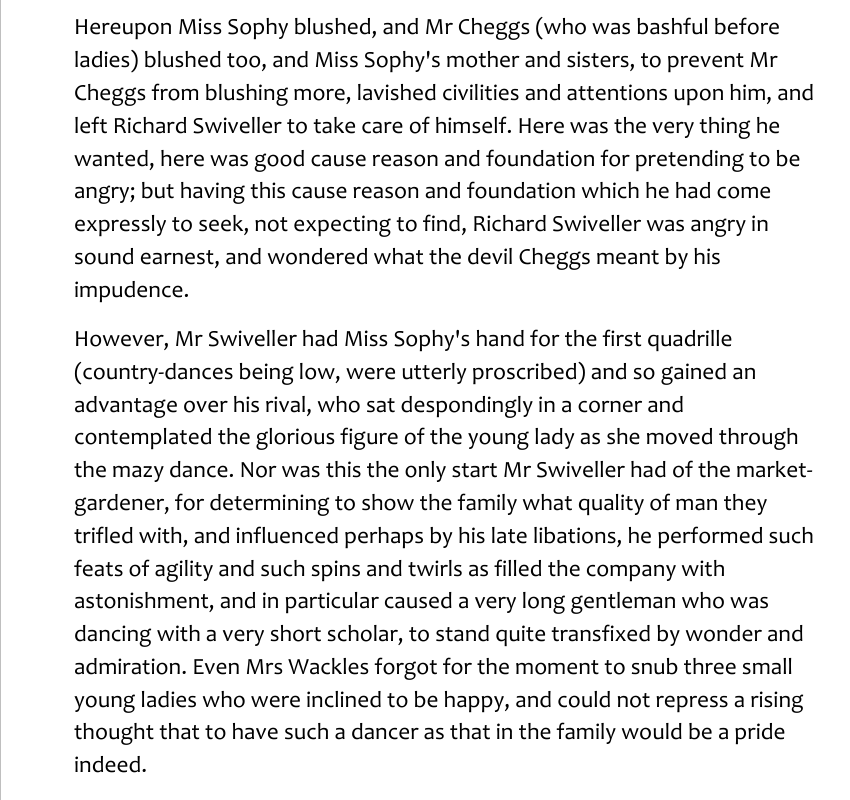 Hereupon Miss Sophy blushed, and Mr Cheggs (who was bashful before
ladies) blushed too, and Miss Sophy's mother and sisters, to prevent Mr
Cheggs from blushing more, lavished civilities and attentions upon him, and
left Richard Swiveller to take care of himself. Here was the very thing he
wanted, here was good cause reason and foundation for pretending to be
angry; but having this cause reason and foundation which he had come
expressly to seek, not expecting to find, Richard Swiveller was angry in
sound earnest, and wondered what the devil Cheggs meant by his
impudence.
However, Mr Swiveller had Miss Sophy's hand for the first quadrille
(country-dances being low, were utterly proscribed) and so gained an
advantage over his rival, who sat despondingly in a corner and
contemplated the glorious figure of the young lady as she moved through
the mazy dance. Nor was this the only start Mr Swiveller had of the market-
gardener, for determining to show the family what quality of man they
trifled with, and influenced perhaps by his late libations, he performed such
feats of agility and such spins and twirls as filled the company with
astonishment, and in particular caused a very long gentleman who was
dancing with a very short scholar, to stand quite transfixed by wonder and
admiration. Even Mrs Wackles forgot for the moment to snub three small
young ladies who were inclined to be happy, and could not repress a rising
thought that to have such a dancer as that in the family would be a pride
indeed.